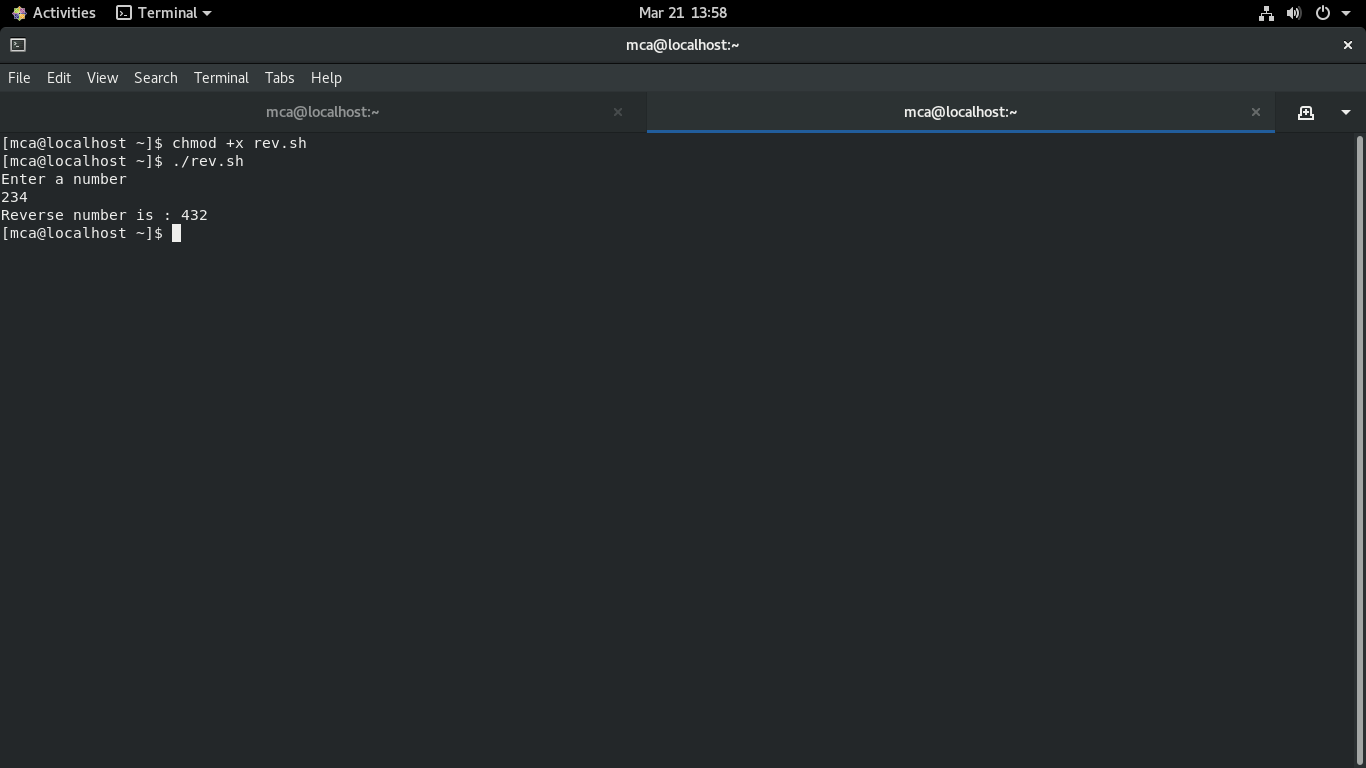 Activities Terminal Mar 21 13:58
mca@localhost:~
File Edit View Search Terminal Tabs Help
mca@localhost:~ mca@localhost:~
[mca@localhost ~]$ chmod +x rev.sh
[mca@localhost ~]$ ./rev.sh
Enter a number
234
Reverse number is : 432
[mca@localhost ~]$